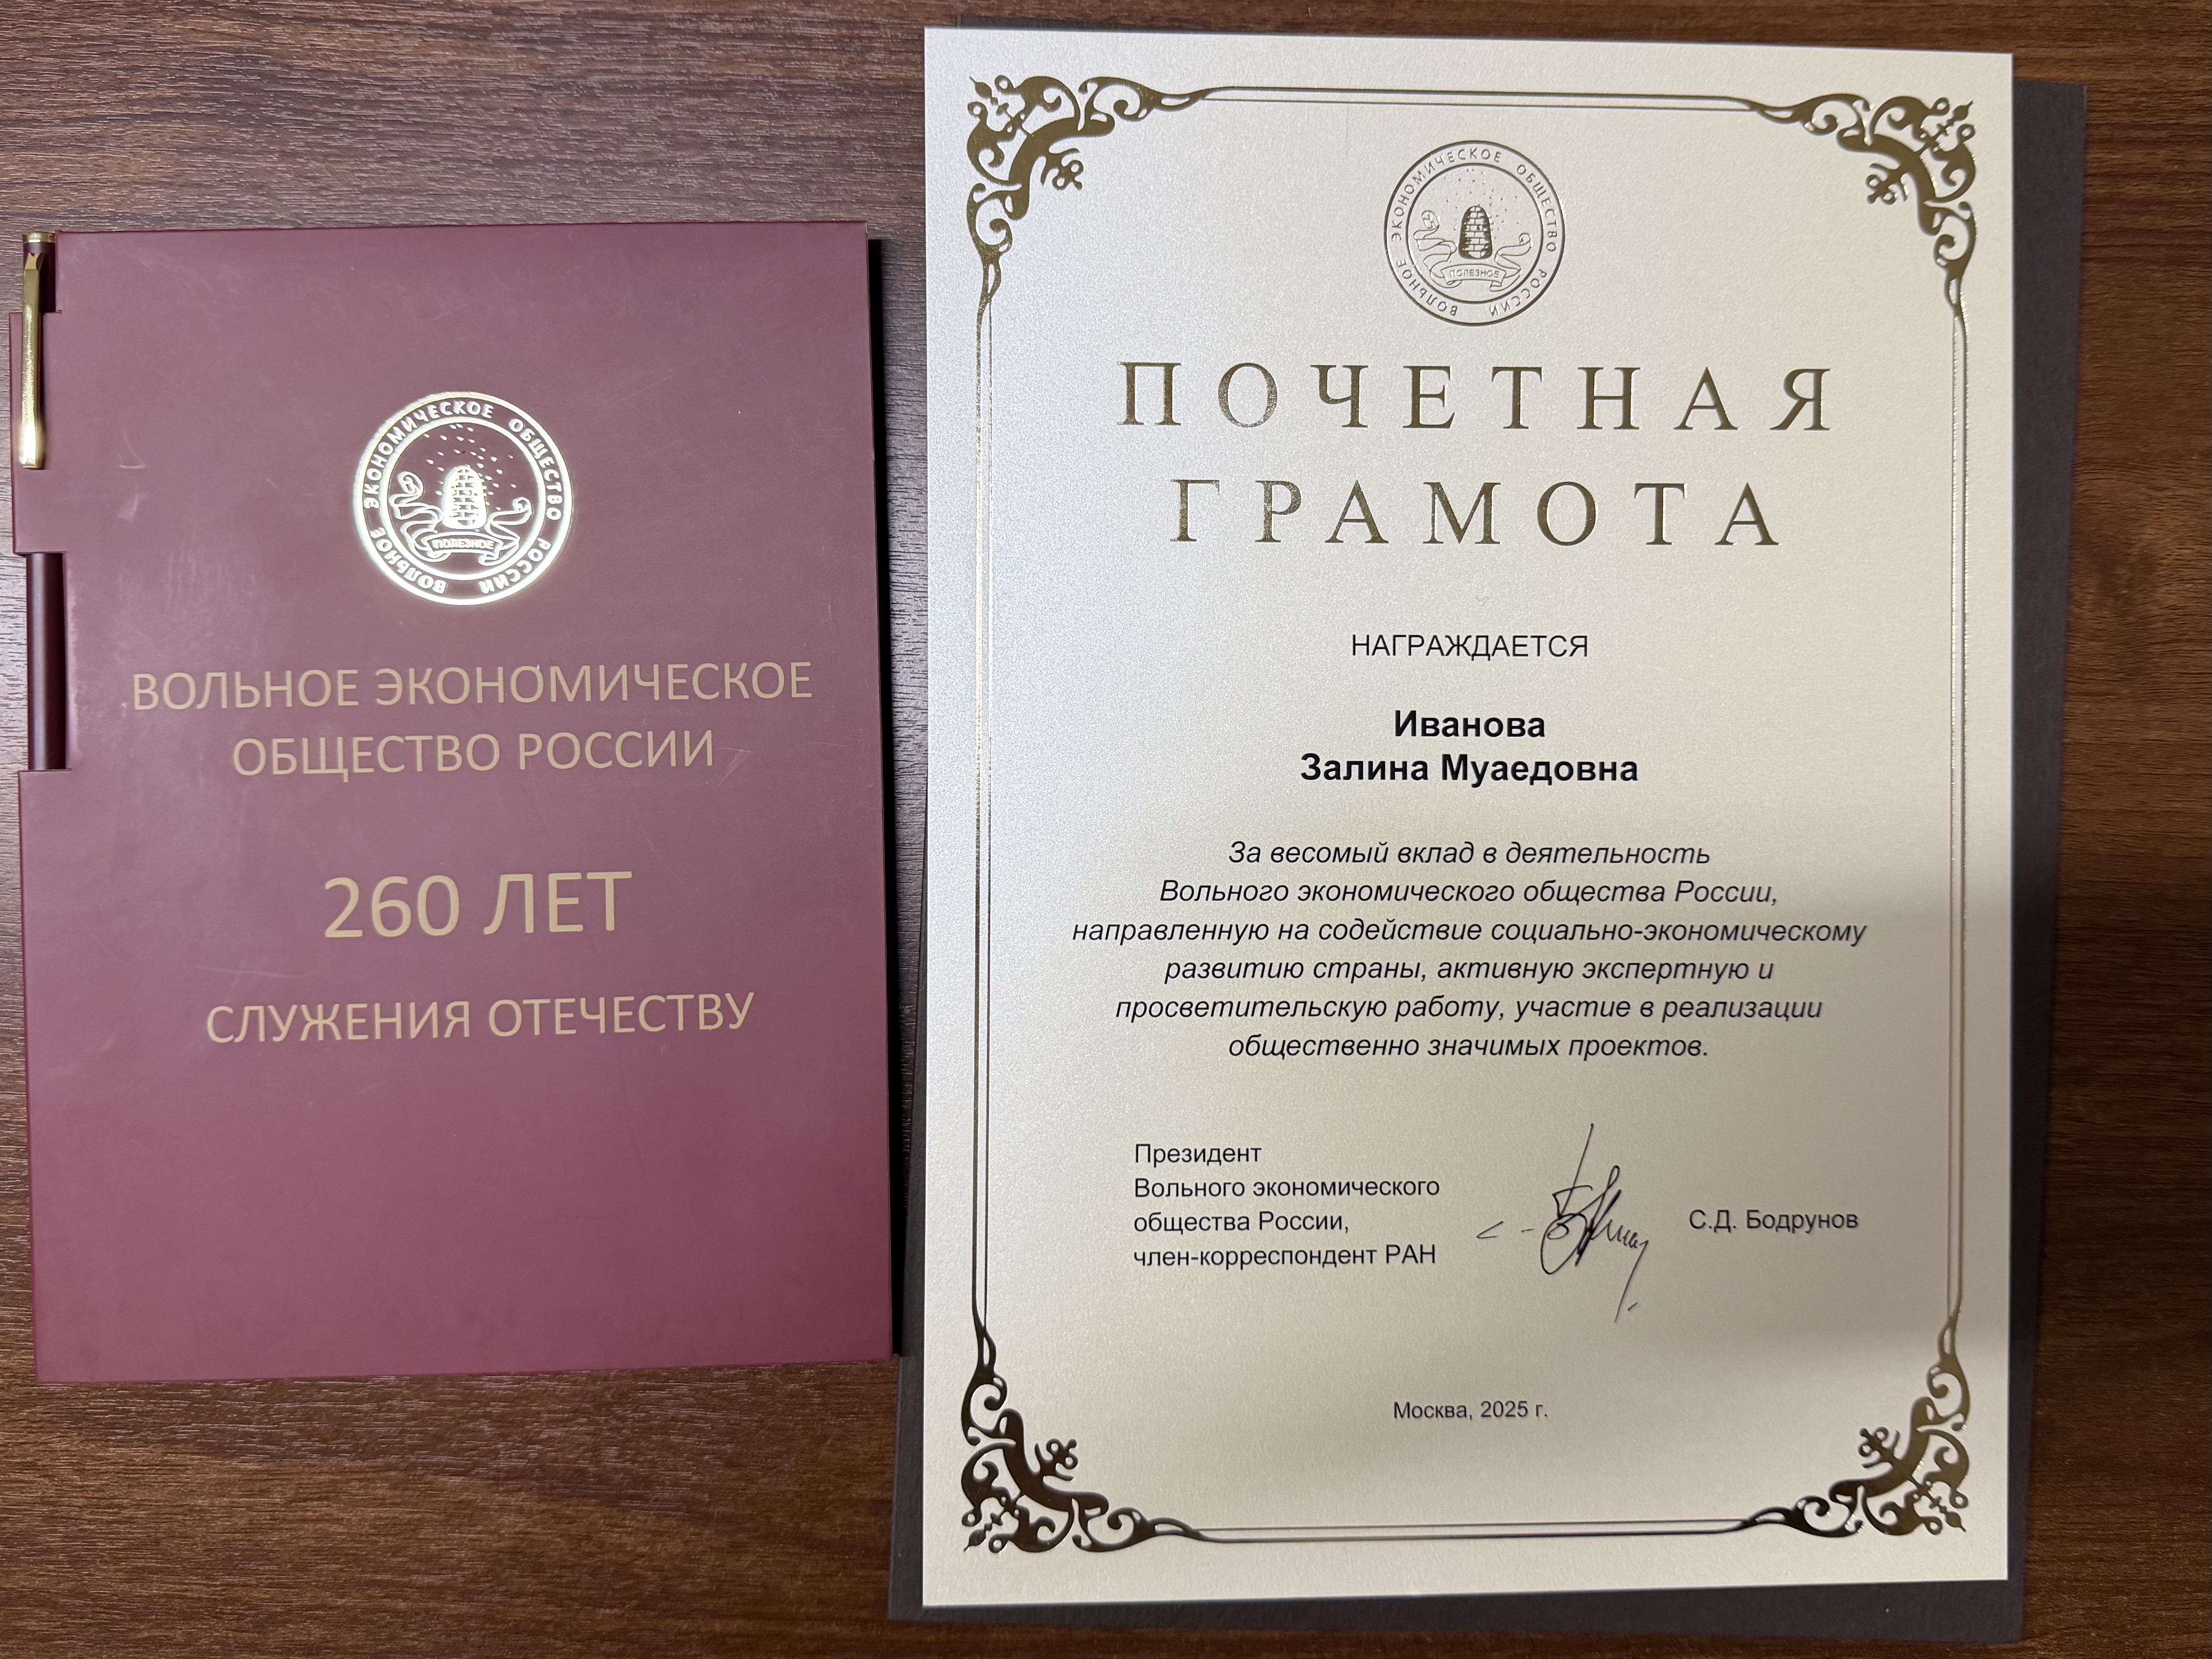 ВОЛЬНОЕ ЭКОНОМИЧЕСКОЕ ОБЩЕСТВО РОССИИ
ПОЛЕЗНОЕ
ВОЛЬНОЕ ЭКОНОМИЧЕСКОЕ
ОБЩЕСТВО РОССИИ
260 ЛЕТ
СЛУЖЕНИЯ ОТЕЧЕСТВУ
ВОЛЬНОЕ ЭКОНОМИЧЕСКОЕ ОБЩЕСТВО РОССИИ
ПОЛЕЗНОЕ
ПОЧЕТНАЯ
ГРАМОТА
НАГРАЖДАЕТСЯ
Иванова
Залина Муаедовна
За весомый вклад в деятельность
Вольного экономического общества России,
направленную на содействие социально-экономическому
развитию страны, активную экспертную и
просветительскую работу, участие в реализации
общественно значимых проектов.
Президент
Вольного экономического
общества России,
член-корреспондент РАН
С.Д. Бодрунов
Москва, 2025 г.